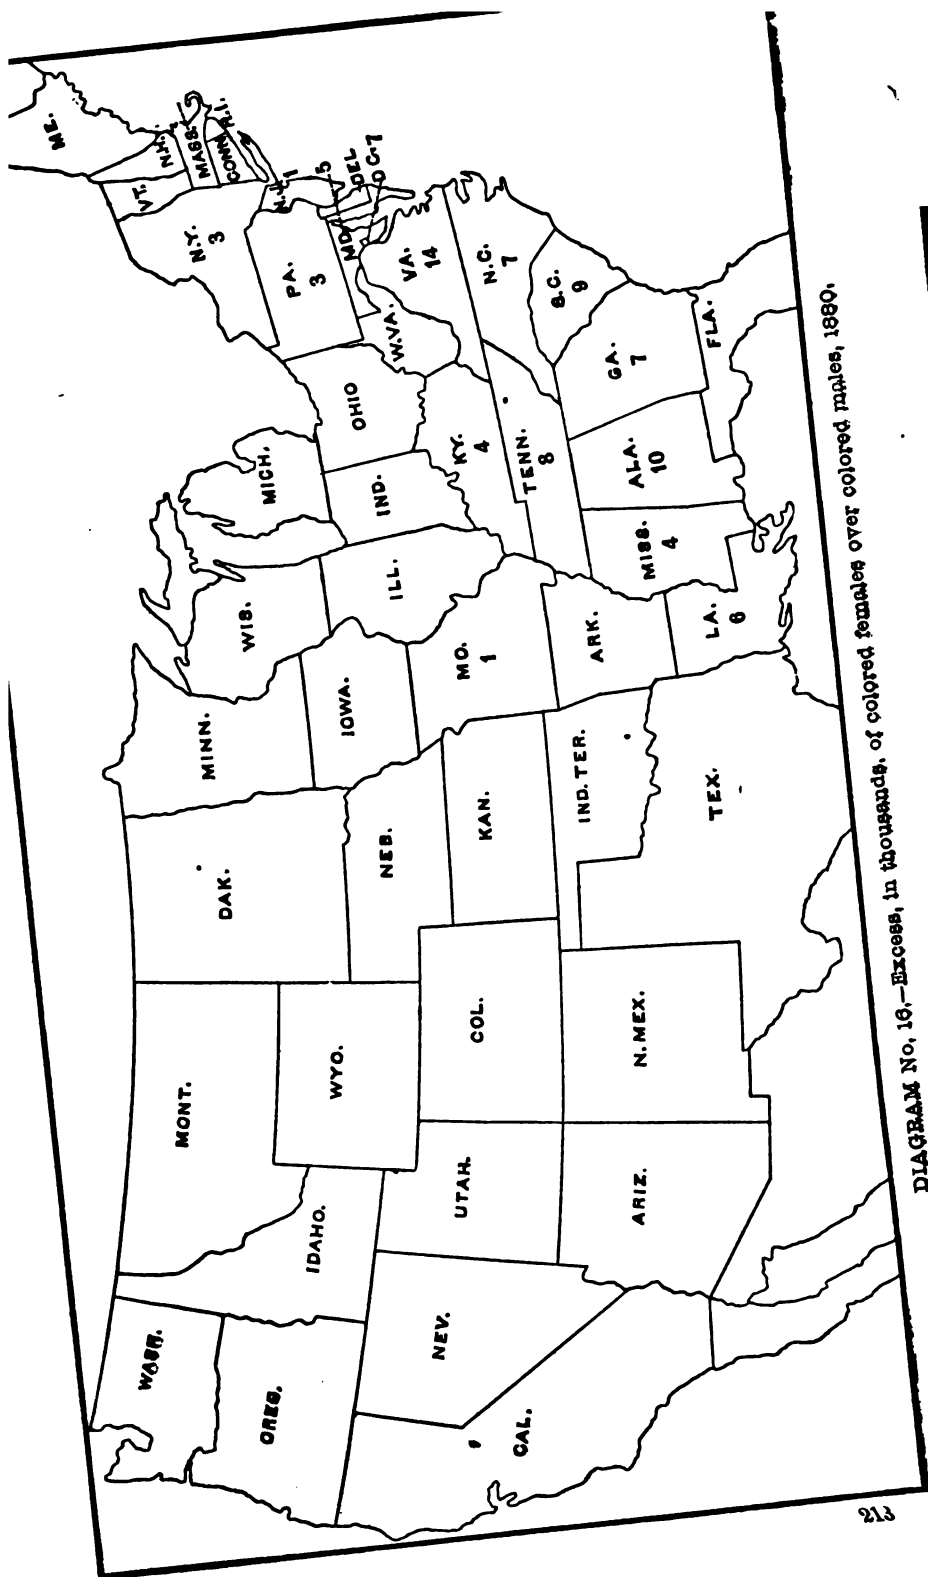 WASH.
MONT.
DAK.
MINN.
WIS.
MICH.
ME.
N.H.
VT.
MASS.
CONN.
R.I.
N.Y.
3
OREG.
IDAHO.
WYO.
NEB.
IOWA.
ILL.
IND.
OHIO
PA.
3
N.J. 1
MD.
5
DEL
D C-7
NEV.
UTAH.
COL.
KAN.
MO.
1
KY.
4
W.VA.
VA.
14
CAL.
ARIZ.
N.MEX.
IND.TER.
ARK.
TENN.
8
N.C.
7
S.C.
9
TEX.
LA.
6
MISS.
4
ALA.
10
GA.
7
FLA.
DIAGRAM No. 16.—Excess, in thousands, of colored females over colored males, 1880.
213